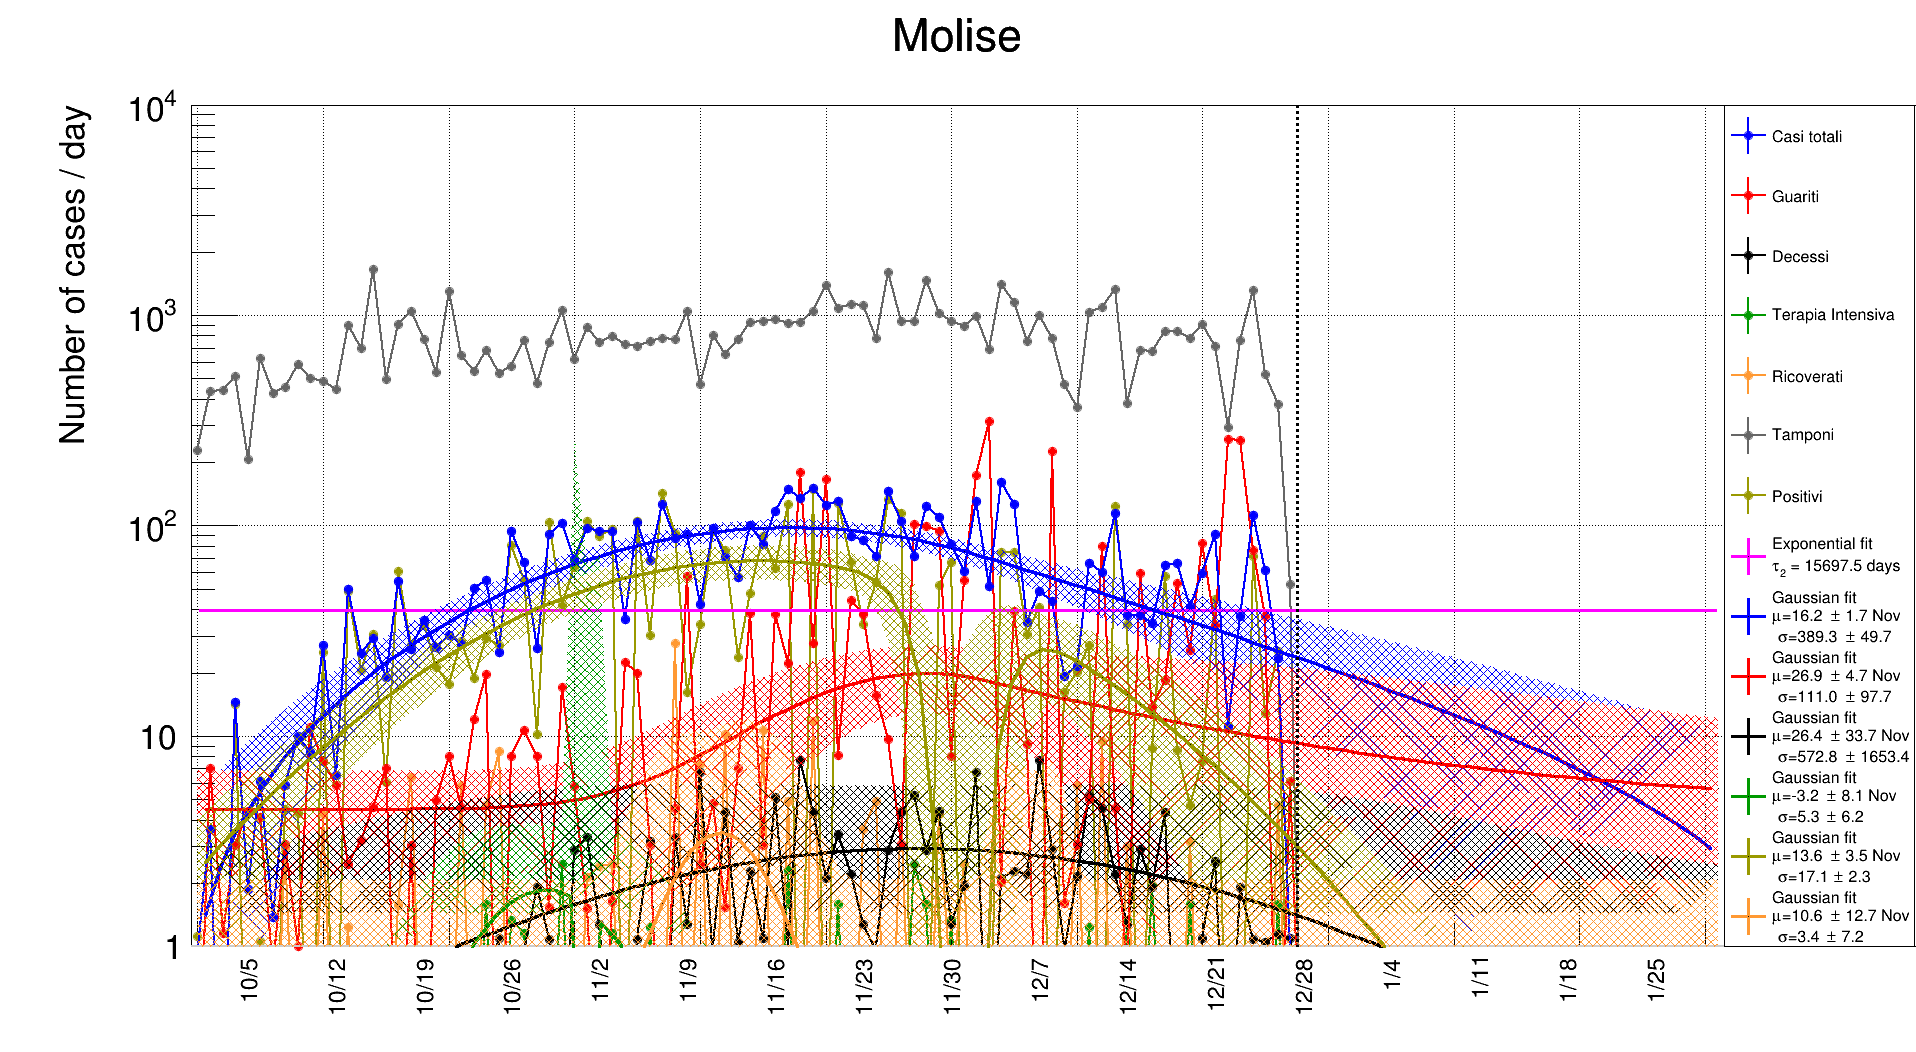 Molise
Number of cases / day
10^4
10^3
10^2
10
1
10/5
10/12
10/19
10/26
11/2
11/9
11/16
11/23
11/30
12/7
12/14
12/21
12/28
1/4
1/11
1/18
1/25
Casi totali
Guariti
Decessi
Terapia Intensiva
Ricoverati
Tamponi
Positivi
Exponential fit
τ₂ = 15697.5 days
Gaussian fit
μ=16.2 ± 1.7 Nov
σ=389.3 ± 49.7
Gaussian fit
μ=26.9 ± 4.7 Nov
σ=111.0 ± 97.7
Gaussian fit
μ=26.4 ± 33.7 Nov
σ=572.8 ± 1653.4
Gaussian fit
μ=-3.2 ± 8.1 Nov
σ=5.3 ± 6.2
Gaussian fit
μ=13.6 ± 3.5 Nov
σ=17.1 ± 2.3
Gaussian fit
μ=10.6 ± 12.7 Nov
σ=3.4 ± 7.2